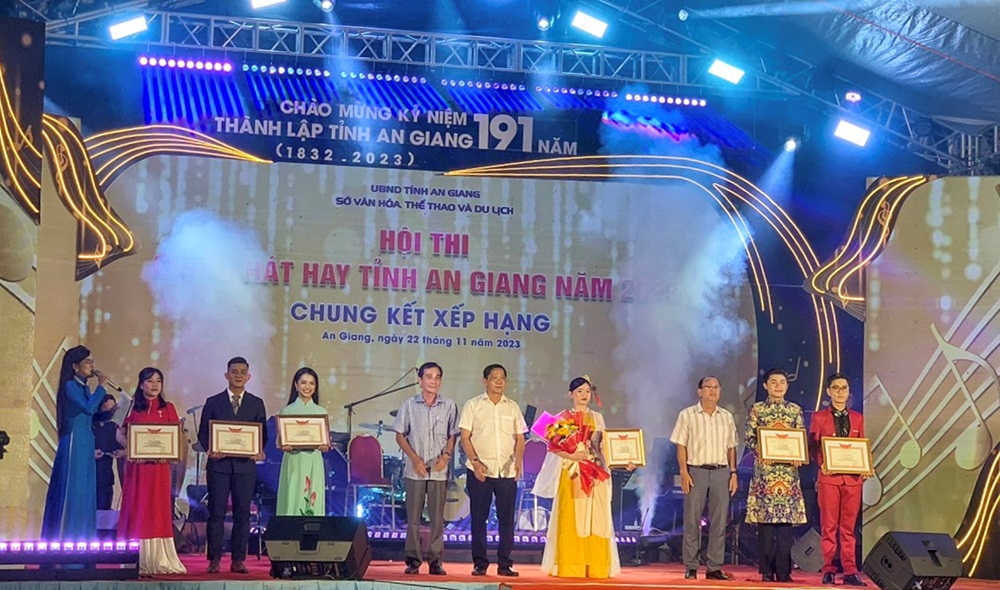 CHÀO MỪNG KỶ NIỆM
THÀNH LẬP TỈNH AN GIANG 191 NĂM
(1832 - 2023)
UBND TỈNH AN GIANG
SỞ VĂN HÓA, THỂ THAO VÀ DU LỊCH
HỘI THI
HÁT HAY TỈNH AN GIANG NĂM
CHUNG KẾT XẾP HẠNG
An Giang, ngày 22 tháng 11 năm 2023